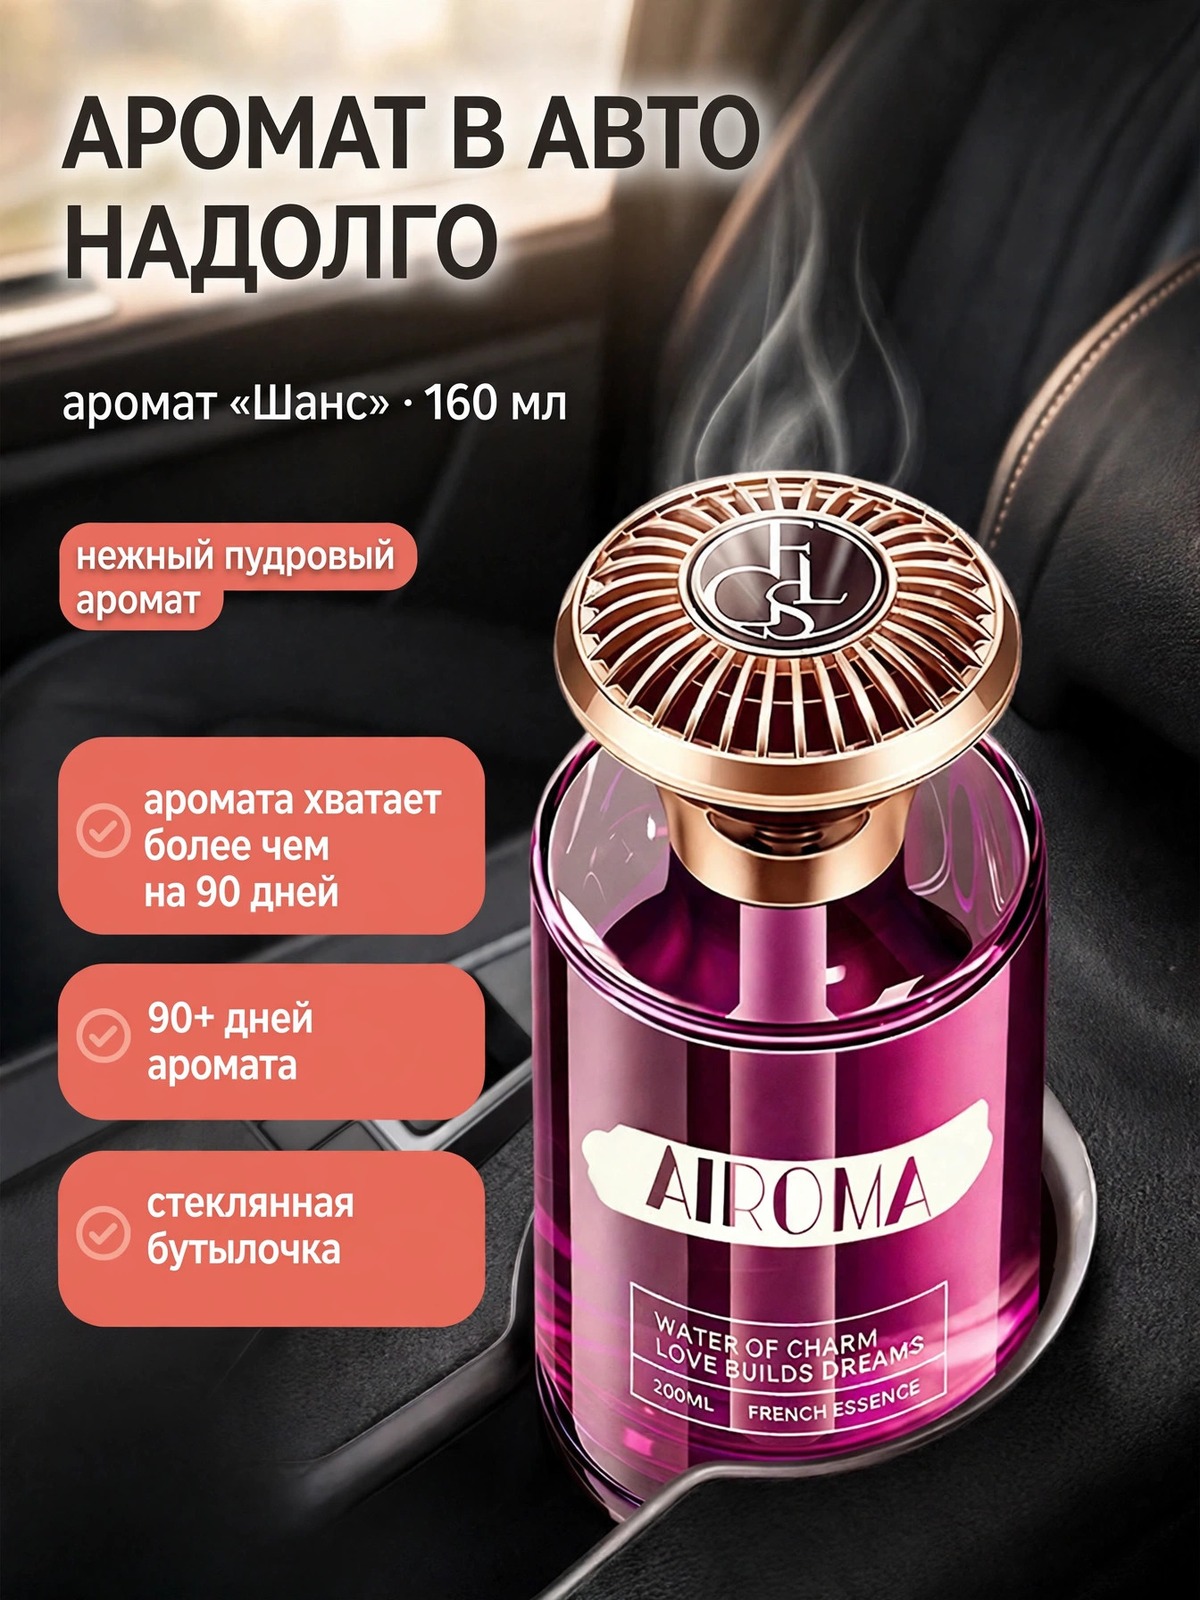 АРОМАТ В АВТО
НАДОЛГО
аромат «Шанс» · 160 мл
нежный пудровый
аромат
аромата хватает
более чем
на 90 дней
90+ дней
аромата
стеклянная
бутылочка
AIROMA
WATER OF CHARM
LOVE BUILDS DREAMS
200ML
FRENCH ESSENCE